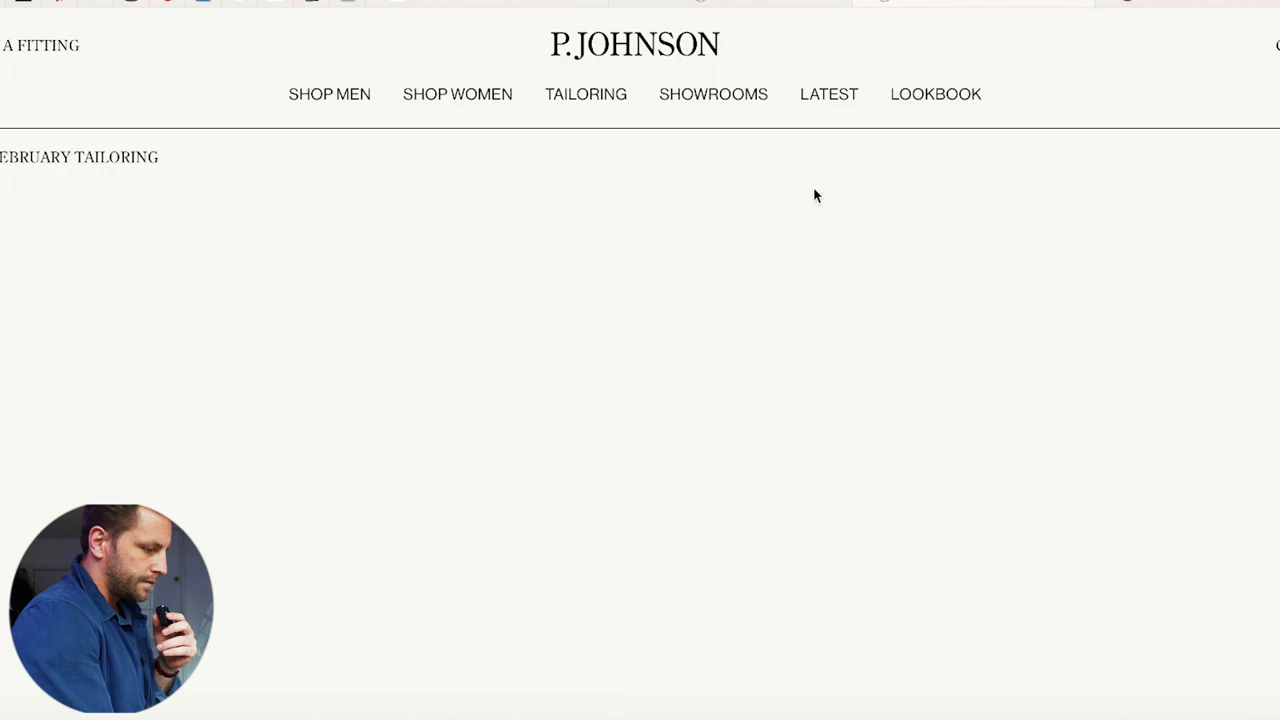 A FITTING
P. JOHNSON
SHOP MEN SHOP WOMEN TAILORING SHOWROOMS LATEST LOOKBOOK
EBRUARY TAILORING